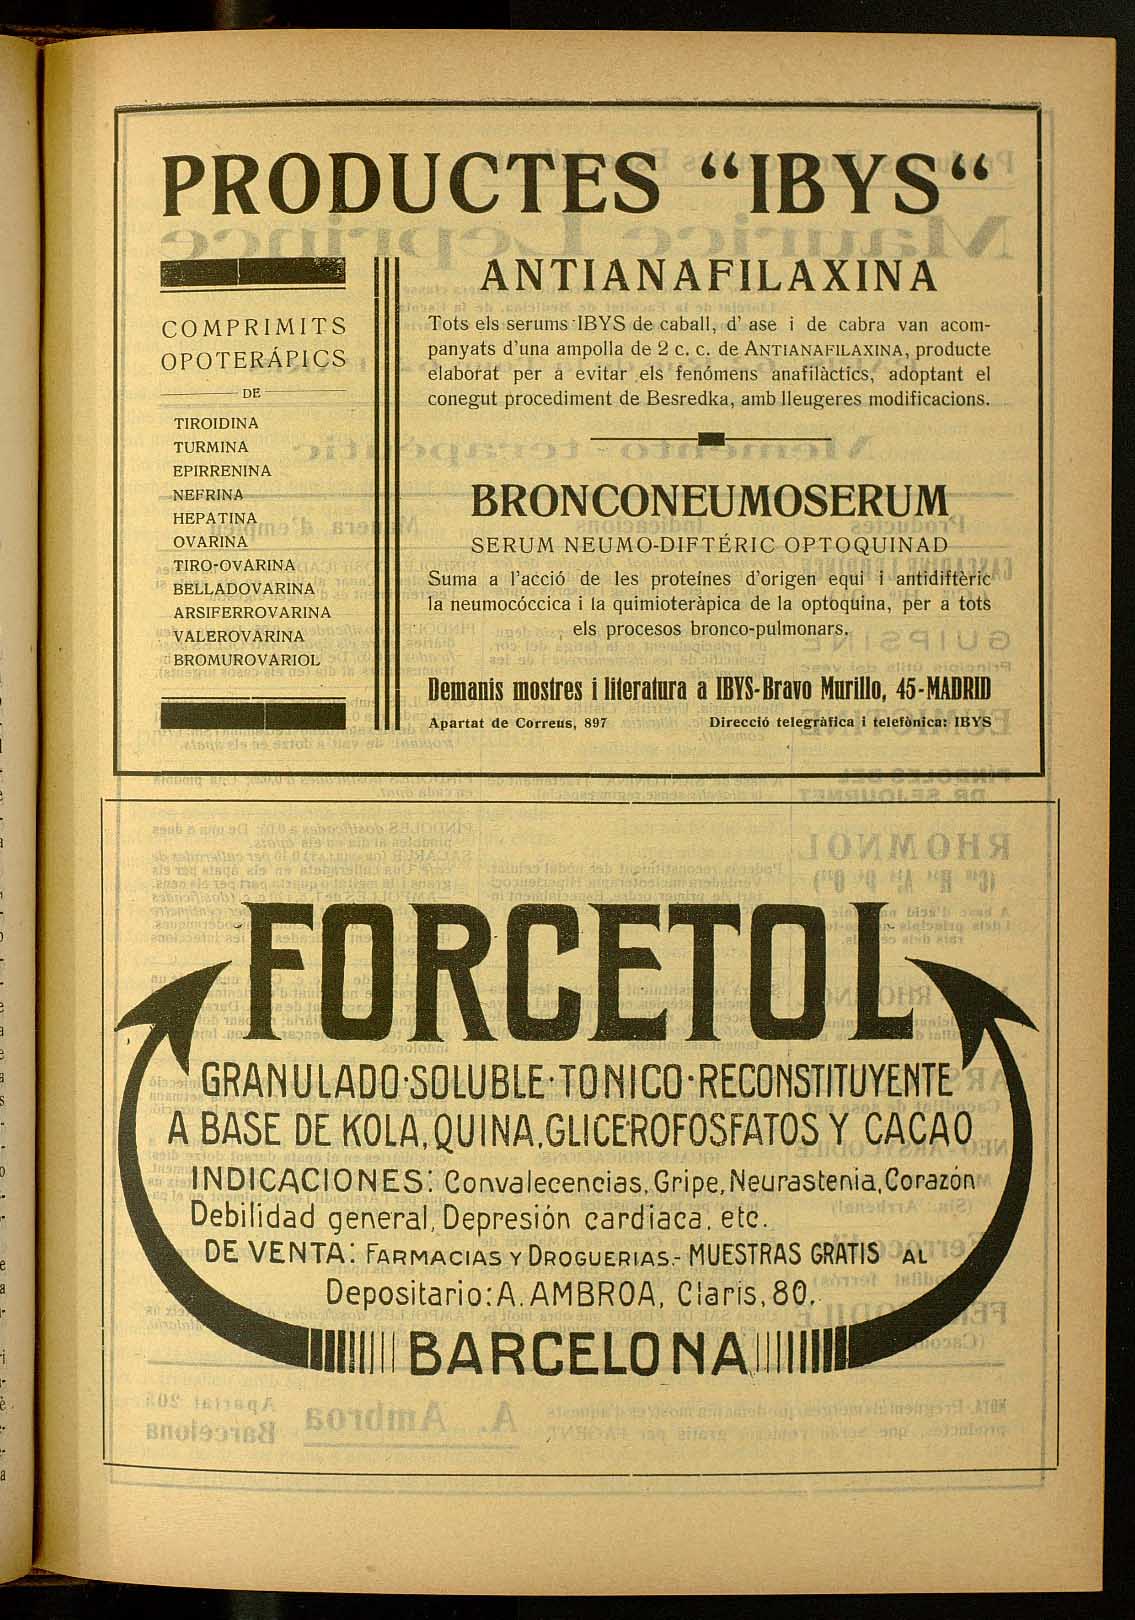 PRODUCTES “IBYS“
COMPRIMITS
OPOTERÁPICS
DE
TIROIDINA
TURMINA
EPIRRENINA
NEFRINA
HEPATINA
OVARINA
TIRO-OVARINA
BELLADOVARINA
ARSIFERROVARINA
VALEROVARINA
BROMUROVARIOL
ANTIANAFILAXINA
Tots els serums IBYS de caball, d' ase i de cabra van acom-
panyats d'una ampolla de 2 c. c. de ANTIANAFILAXINA, producte
elaborat per a evitar els fenómens anafilàctics, adoptant el
conegut procediment de Besredka, amb lleugeres modificacions.
BRONCONEUMOSERUM
SERUM NEUMO-DIFTÉRIC OPTOQUINAD
Suma a l'acció de les proteínes d'origen equi i antidiftèric
la neumocóccica i la quimioteràpica de la optoquina, per a tots
els procesos bronco-pulmonars.
Demanis mostres i literatura a IBYS-Bravo Murillo, 45-MADRID
Apartat de Correus, 897 Direcció telegràfica i telefònica: IBYS
FORCETOL
GRANULADO·SOLUBLE·TONICO·RECONSTITUYENTE
A BASE DE KOLA, QUINA, GLICEROFOSFATOS Y CACAO
INDICACIONES: Convalecencias, Gripe, Neurastenia, Corazón
Debilidad general, Depresión cardiaca. etc.
DE VENTA: FARMACIAS Y DROGUERIAS.- MUESTRAS GRATIS AL
Depositario: A. AMBROA, Claris, 80.
BARCELONA